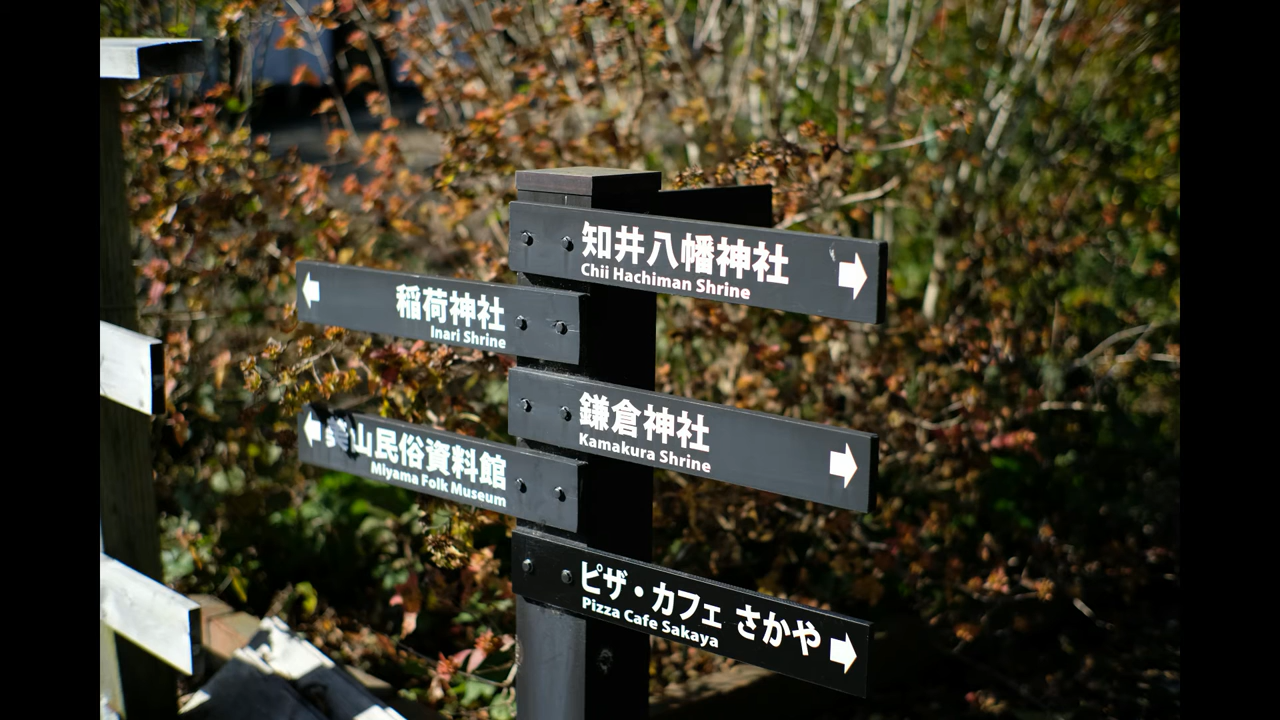 知井八幡神社
Chii Hachiman Shrine
稲荷神社
Inari Shrine
鎌倉神社
Kamakura Shrine
美山民俗資料館
Miyama Folk Museum
ピザ・カフェ さかや
Pizza Cafe Sakaya